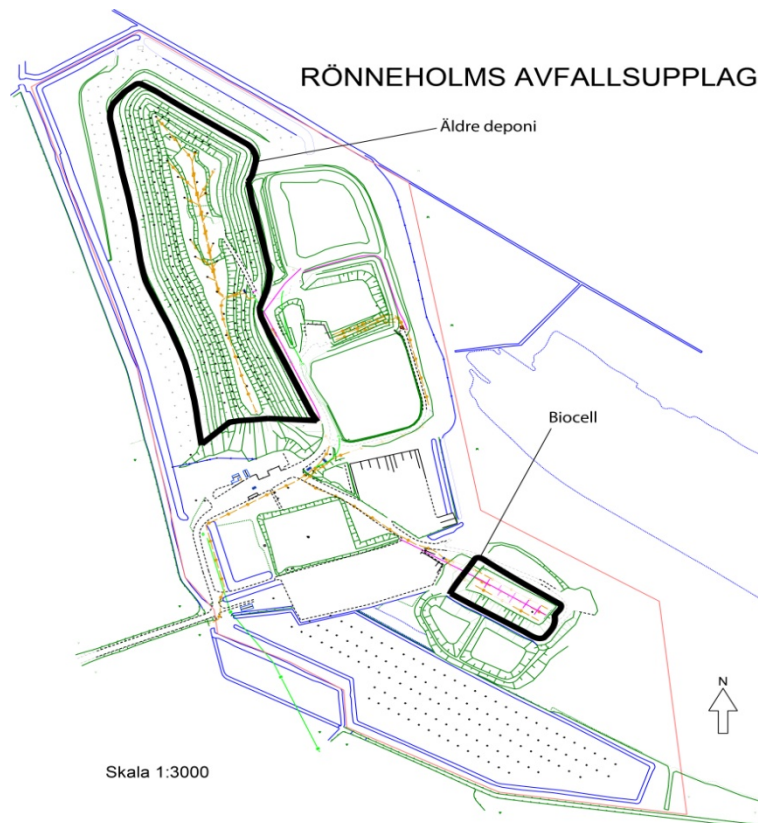 RÖNNEHOLMS AVFALLSUPPLAG
Äldre deponi
Biocell
N
Skala 1:3000